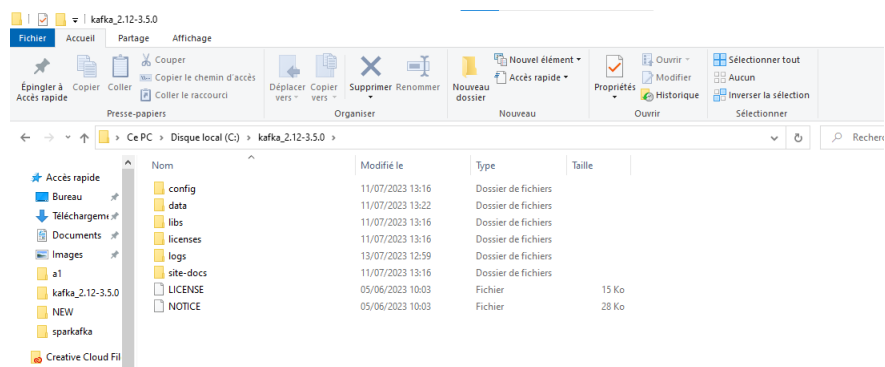 kafka_2.12-3.5.0
Fichier Accueil Partage Affichage
Épingler à Accès rapide
Copier
Coller
Couper
Copier le chemin d'accès
Coller le raccourci
Presse-papiers
Déplacer vers
Copier vers
Supprimer
Renommer
Organiser
Nouveau dossier
Nouvel élément
Accès rapide
Nouveau
Propriétés
Ouvrir
Modifier
Historique
Ouvrir
Sélectionner tout
Aucun
Inverser la sélection
Sélectionner
Ce PC > Disque local (C:) > kafka_2.12-3.5.0 >
Recherc
Accès rapide
Bureau
Téléchargeme
Documents
Images
a1
kafka_2.12-3.5.0
NEW
sparkafka
Creative Cloud Fil
Nom Modifié le Type Taille
config 11/07/2023 13:16 Dossier de fichiers
data 11/07/2023 13:22 Dossier de fichiers
libs 11/07/2023 13:16 Dossier de fichiers
licenses 11/07/2023 13:16 Dossier de fichiers
logs 13/07/2023 12:59 Dossier de fichiers
site-docs 11/07/2023 13:16 Dossier de fichiers
LICENSE 05/06/2023 10:03 Fichier 15 Ko
NOTICE 05/06/2023 10:03 Fichier 28 Ko